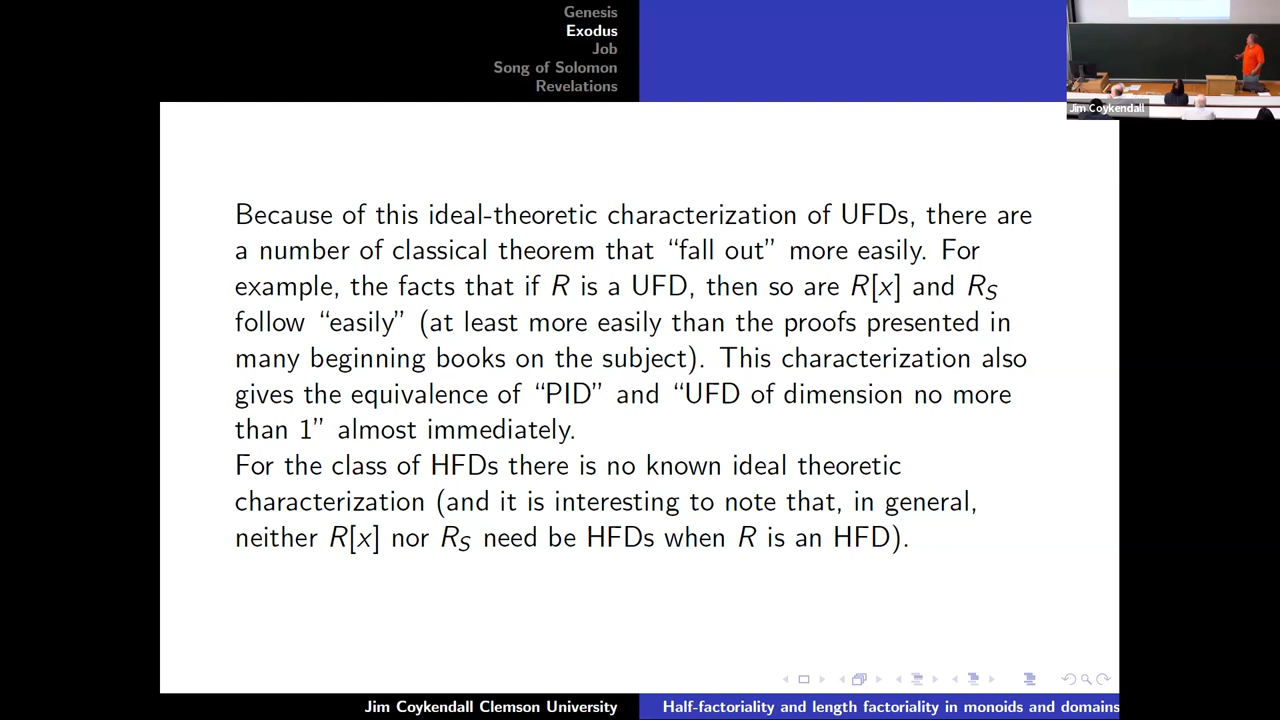 Genesis
Exodus
Job
Song of Solomon
Revelations
Jim Coykendall
Because of this ideal-theoretic characterization of UFDs, there are
a number of classical theorem that “fall out” more easily. For
example, the facts that if R is a UFD, then so are R[x] and R_S
follow “easily” (at least more easily than the proofs presented in
many beginning books on the subject). This characterization also
gives the equivalence of “PID” and “UFD of dimension no more
than 1” almost immediately.
For the class of HFDs there is no known ideal theoretic
characterization (and it is interesting to note that, in general,
neither R[x] nor R_S need be HFDs when R is an HFD).
Jim Coykendall Clemson University
Half-factoriality and length factoriality in monoids and domains